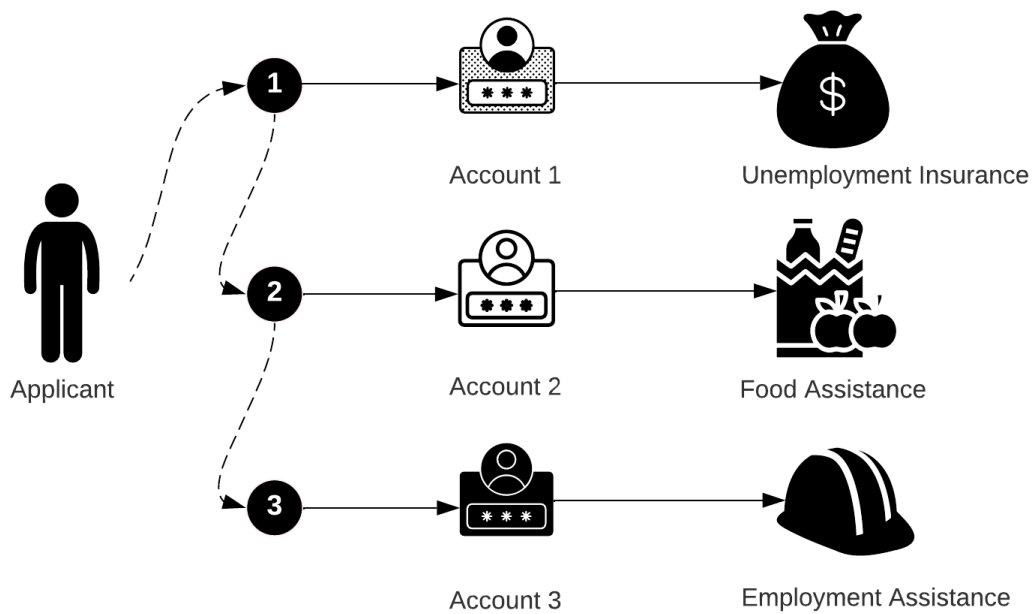 1
* * *
$
Account 1
Unemployment Insurance
2
* * *
Applicant
Account 2
Food Assistance
3
* * *
Account 3
Employment Assistance